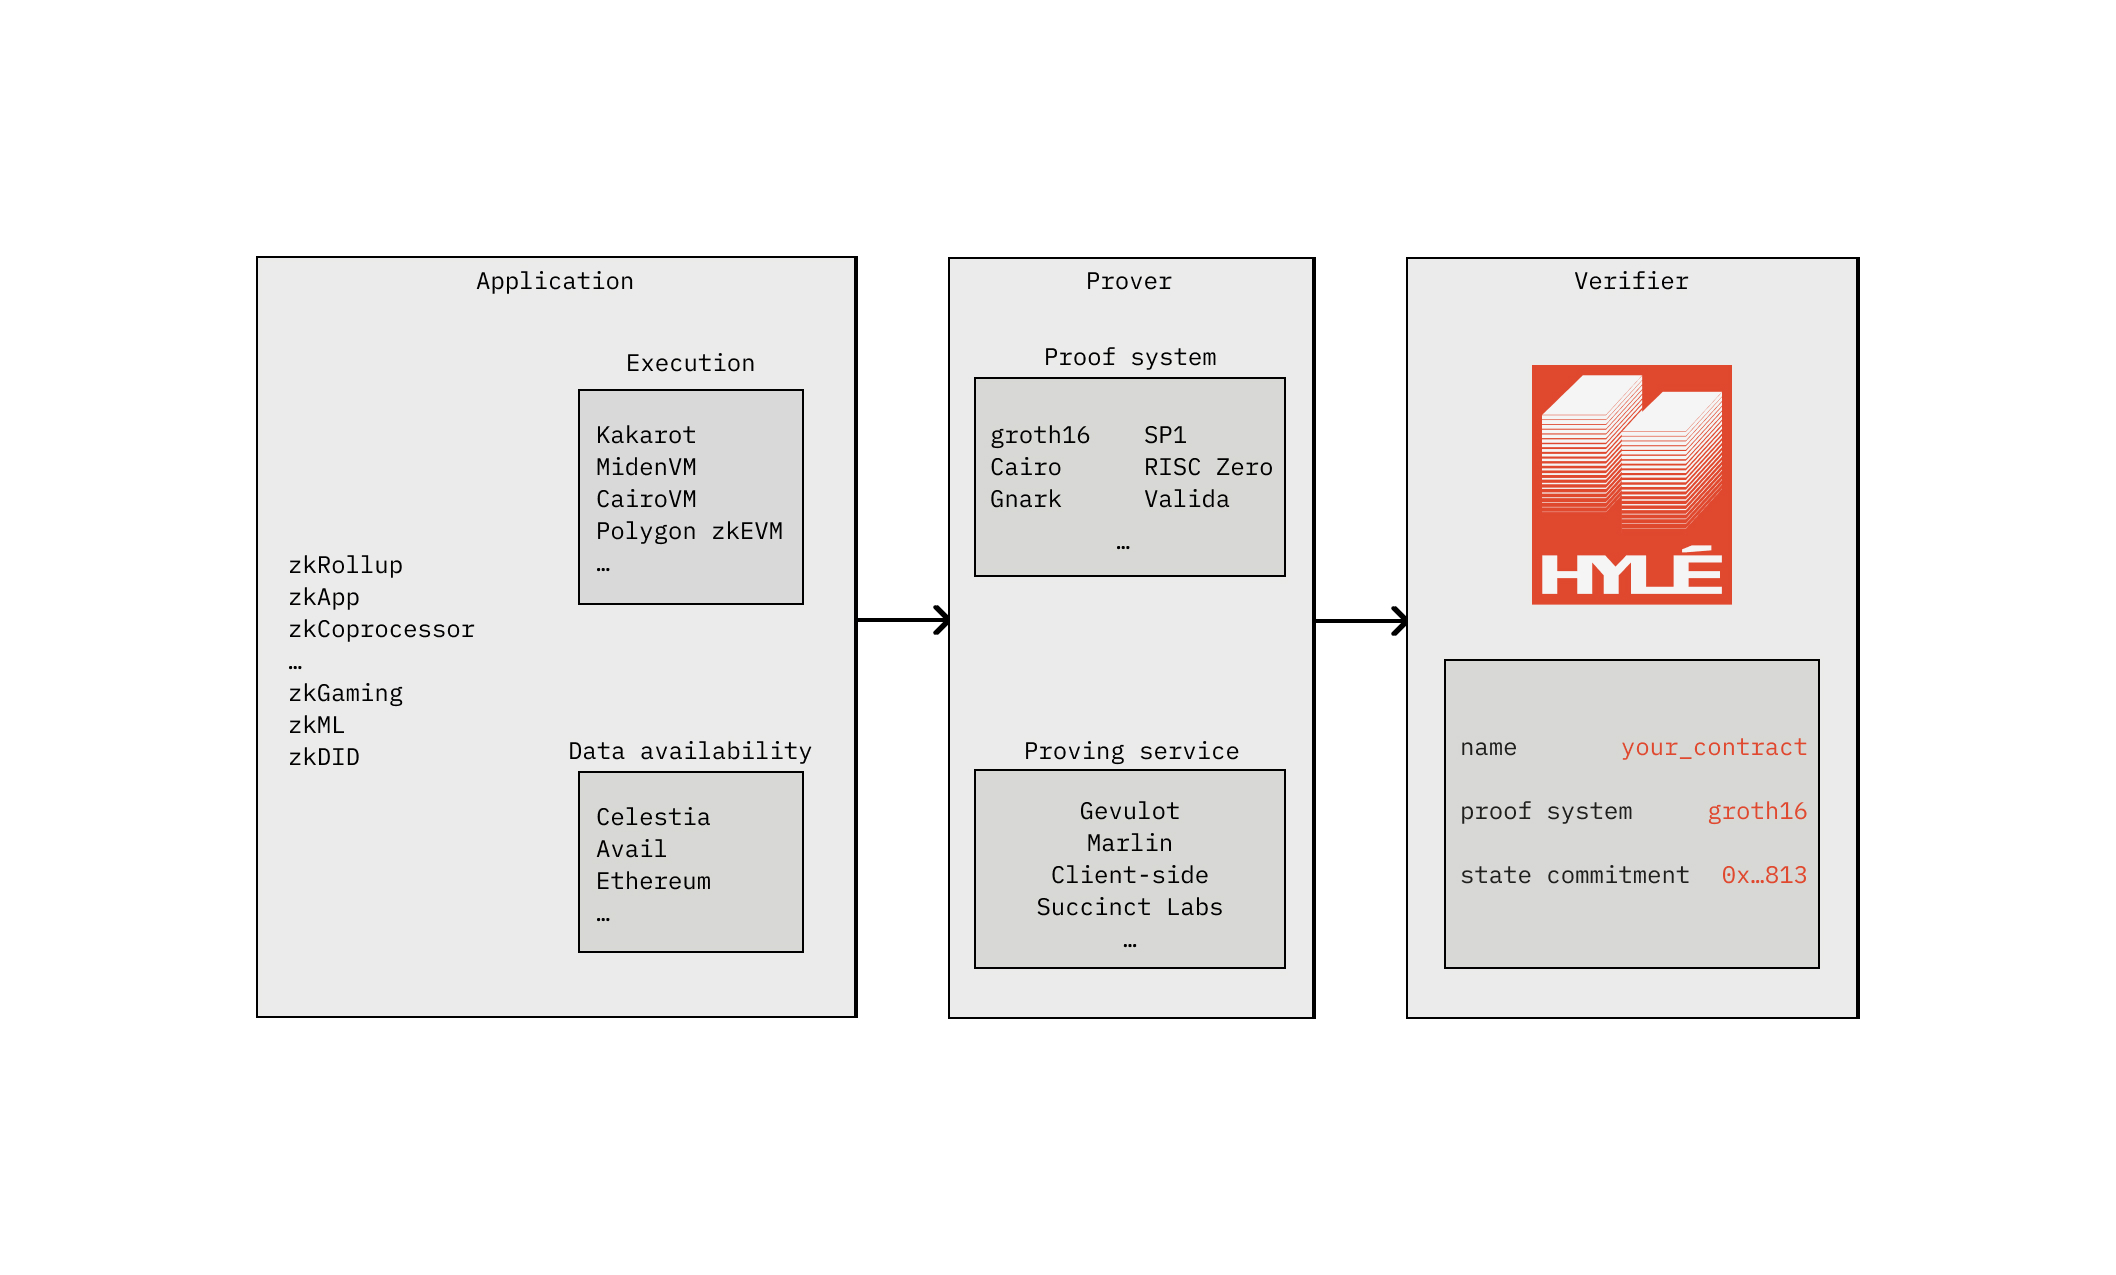 Application
Execution
Kakarot
MidenVM
CairoVM
Polygon zkEVM
…
zkRollup
zkApp
zkCoprocessor
…
zkGaming
zkML
zkDID
Data availability
Celestia
Avail
Ethereum
…
Prover
Proof system
groth16 SP1
Cairo RISC Zero
Gnark Valida
…
Proving service
Gevulot
Marlin
Client-side
Succinct Labs
…
Verifier
HYLÉ
name your_contract
proof system groth16
state commitment 0x…813